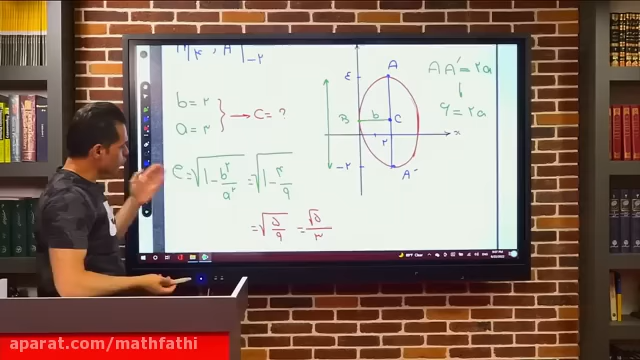 A
AA′ = ۲a
۴
b = ۲
a = ۳
→ C = ?
B
b
C
۶ = ۲a
۲
x
−۲
A′
e = √(1 − b²/a²) = √(1 − ۴/۹)
= √(۵/۹) = √۵/۳
aparat.com/mathfathi